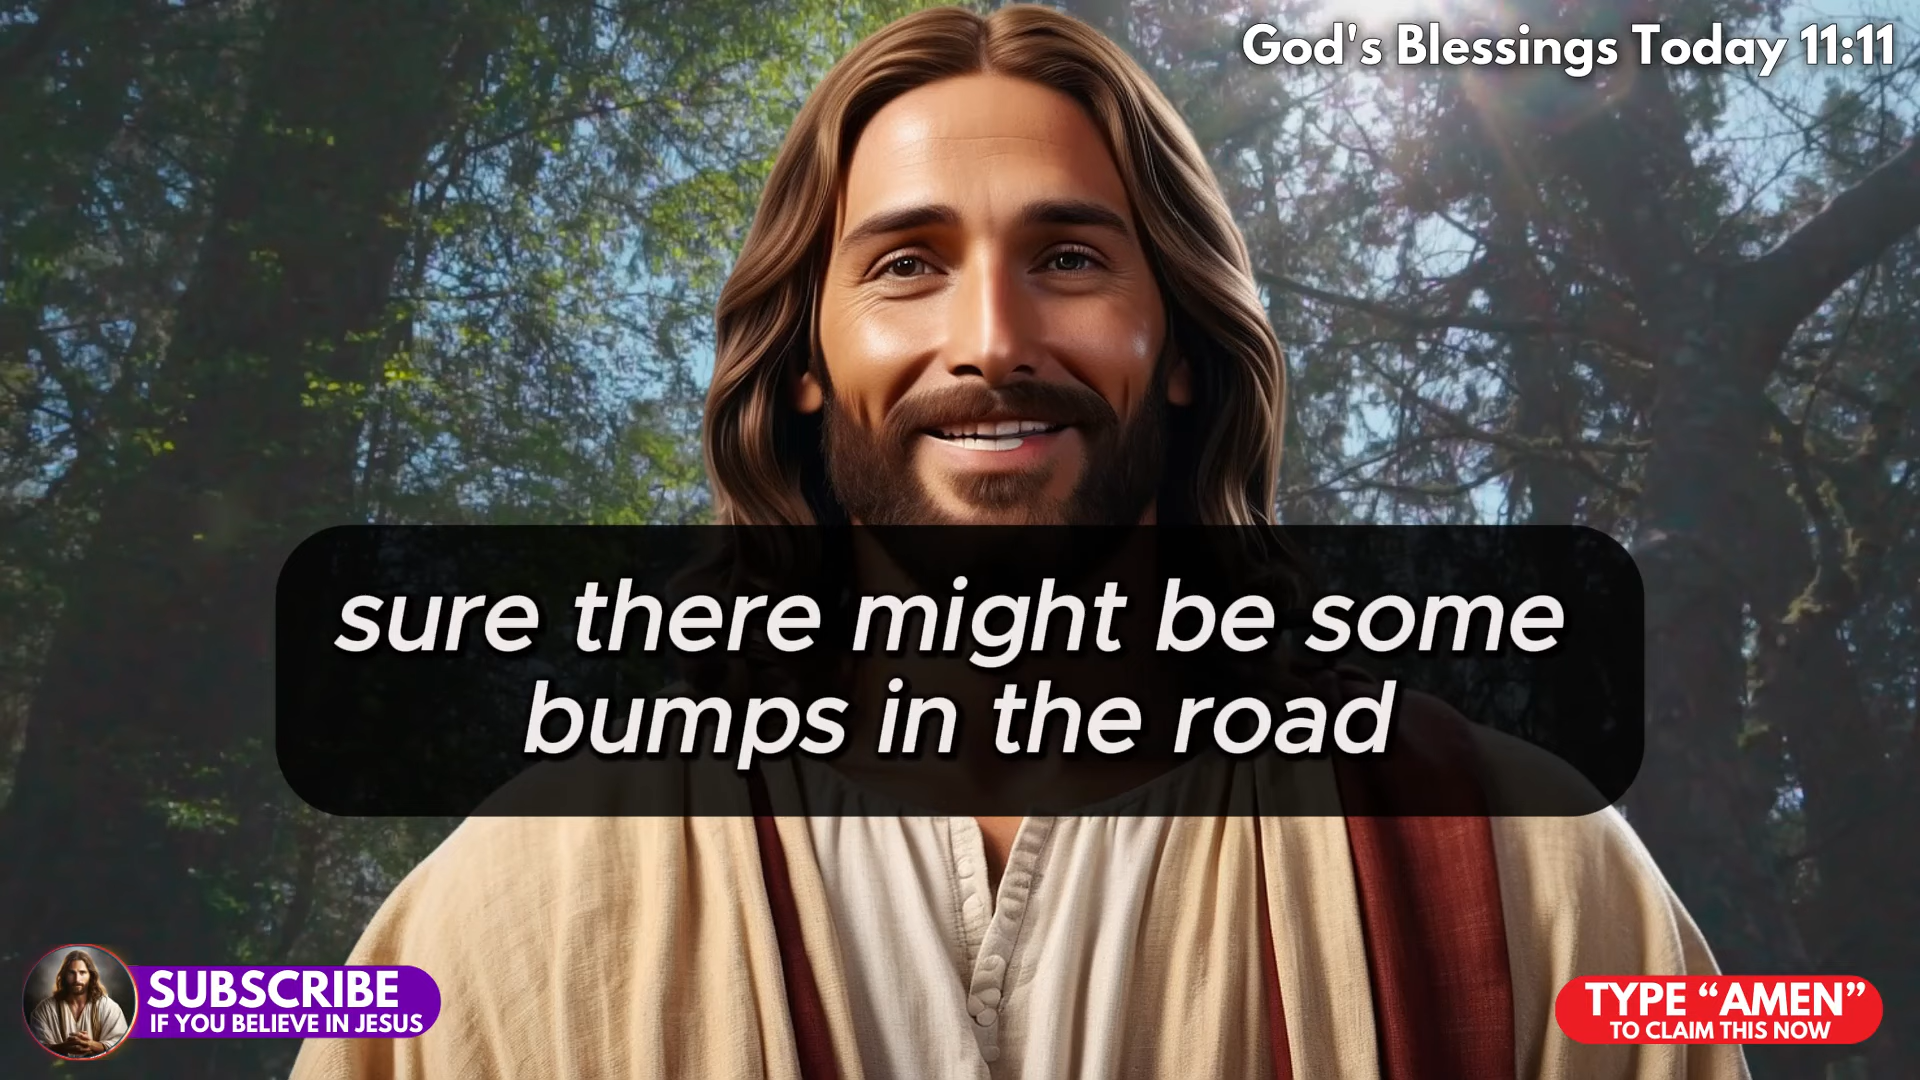 God's Blessings Today 11:11
sure there might be some
bumps in the road
SUBSCRIBE
IF YOU BELIEVE IN JESUS
TYPE “AMEN”
TO CLAIM THIS NOW